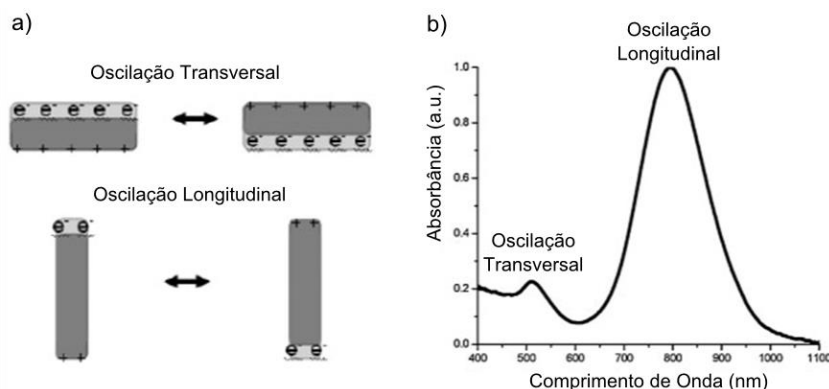 a)
Oscilação Transversal
Oscilação Longitudinal
b)
Oscilação
Longitudinal
Oscilação
Transversal
Absorbância (a.u.)
1.0
0.8
0.6
0.4
0.2
0.0
400 500 600 700 800 900 1000 1100
Comprimento de Onda (nm)